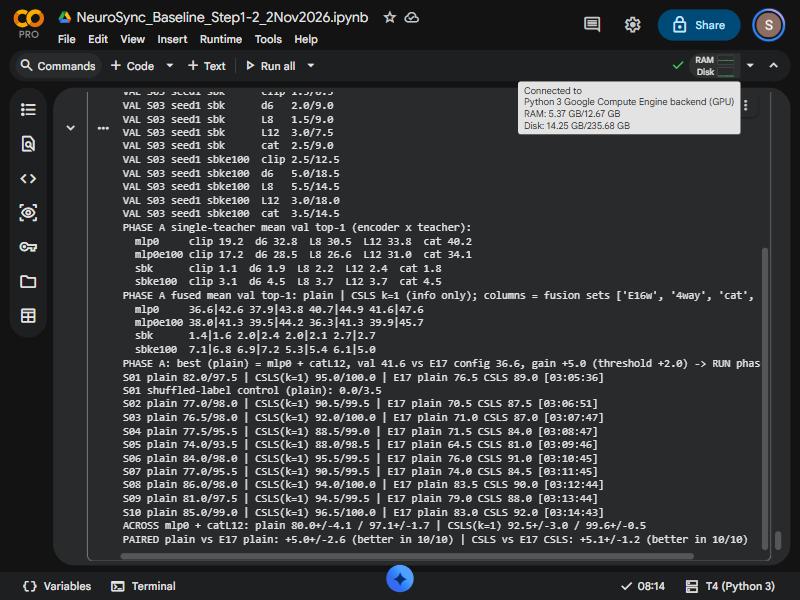 CO
PRO
NeuroSync_Baseline_Step1-2_2Nov2026.ipynb
File Edit View Insert Runtime Tools Help
Share
S
Commands
+ Code
+ Text
Run all
RAM
Disk
Connected to
Python 3 Google Compute Engine backend (GPU)
RAM: 5.37 GB/12.67 GB
Disk: 14.25 GB/235.68 GB
VAL S03 seed1 sbk d6 2.0/9.0
VAL S03 seed1 sbk L8 1.5/9.0
VAL S03 seed1 sbk L12 3.0/7.5
VAL S03 seed1 sbk cat 2.5/9.0
VAL S03 seed1 sbke100 clip 2.5/12.5
VAL S03 seed1 sbke100 d6 5.0/18.5
VAL S03 seed1 sbke100 L8 5.5/14.5
VAL S03 seed1 sbke100 L12 3.0/18.0
VAL S03 seed1 sbke100 cat 3.5/14.5
PHASE A single-teacher mean val top-1 (encoder x teacher):
mlp0 clip 19.2 d6 32.8 L8 30.5 L12 33.8 cat 40.2
mlp0e100 clip 17.2 d6 28.5 L8 26.6 L12 31.0 cat 34.1
sbk clip 1.1 d6 1.9 L8 2.2 L12 2.4 cat 1.8
sbke100 clip 3.1 d6 4.5 L8 3.7 L12 3.7 cat 4.5
PHASE A fused mean val top-1: plain | CSLS k=1 (info only); columns = fusion sets ['E16w', '4way', 'cat',
mlp0 36.6|42.6 37.9|43.8 40.7|44.9 41.6|47.6
mlp0e100 38.0|41.3 39.5|44.2 36.3|41.3 39.9|45.7
sbk 1.4|1.6 2.0|2.4 2.0|2.1 2.7|2.7
sbke100 7.1|6.8 6.9|7.2 5.3|5.4 6.1|5.0
PHASE A: best (plain) = mlp0 + catL12, val 41.6 vs E17 config 36.6, gain +5.0 (threshold +2.0) -> RUN phas
S01 plain 82.0/97.5 | CSLS(k=1) 95.0/100.0 | E17 plain 76.5 CSLS 89.0 [03:05:36]
S01 shuffled-label control (plain): 0.0/3.5
S02 plain 77.0/98.0 | CSLS(k=1) 90.5/99.5 | E17 plain 70.5 CSLS 87.5 [03:06:51]
S03 plain 76.5/98.0 | CSLS(k=1) 92.0/100.0 | E17 plain 71.0 CSLS 87.0 [03:07:47]
S04 plain 77.5/95.5 | CSLS(k=1) 88.5/99.0 | E17 plain 71.5 CSLS 84.0 [03:08:47]
S05 plain 74.0/93.5 | CSLS(k=1) 88.0/98.5 | E17 plain 64.5 CSLS 81.0 [03:09:46]
S06 plain 84.0/98.0 | CSLS(k=1) 95.5/99.5 | E17 plain 76.0 CSLS 91.0 [03:10:45]
S07 plain 77.0/95.5 | CSLS(k=1) 90.5/99.5 | E17 plain 74.0 CSLS 84.5 [03:11:45]
S08 plain 86.0/98.0 | CSLS(k=1) 94.0/100.0 | E17 plain 83.5 CSLS 90.0 [03:12:44]
S09 plain 81.0/97.5 | CSLS(k=1) 94.5/99.5 | E17 plain 79.0 CSLS 88.0 [03:13:44]
S10 plain 85.0/99.0 | CSLS(k=1) 96.5/100.0 | E17 plain 83.0 CSLS 92.0 [03:14:43]
ACROSS mlp0 + catL12: plain 80.0+/-4.1 / 97.1+/-1.7 | CSLS(k=1) 92.5+/-3.0 / 99.6+/-0.5
PAIRED plain vs E17 plain: +5.0+/-2.6 (better in 10/10) | CSLS vs E17 CSLS: +5.1+/-1.2 (better in 10/10)
Variables
Terminal
08:14
T4 (Python 3)